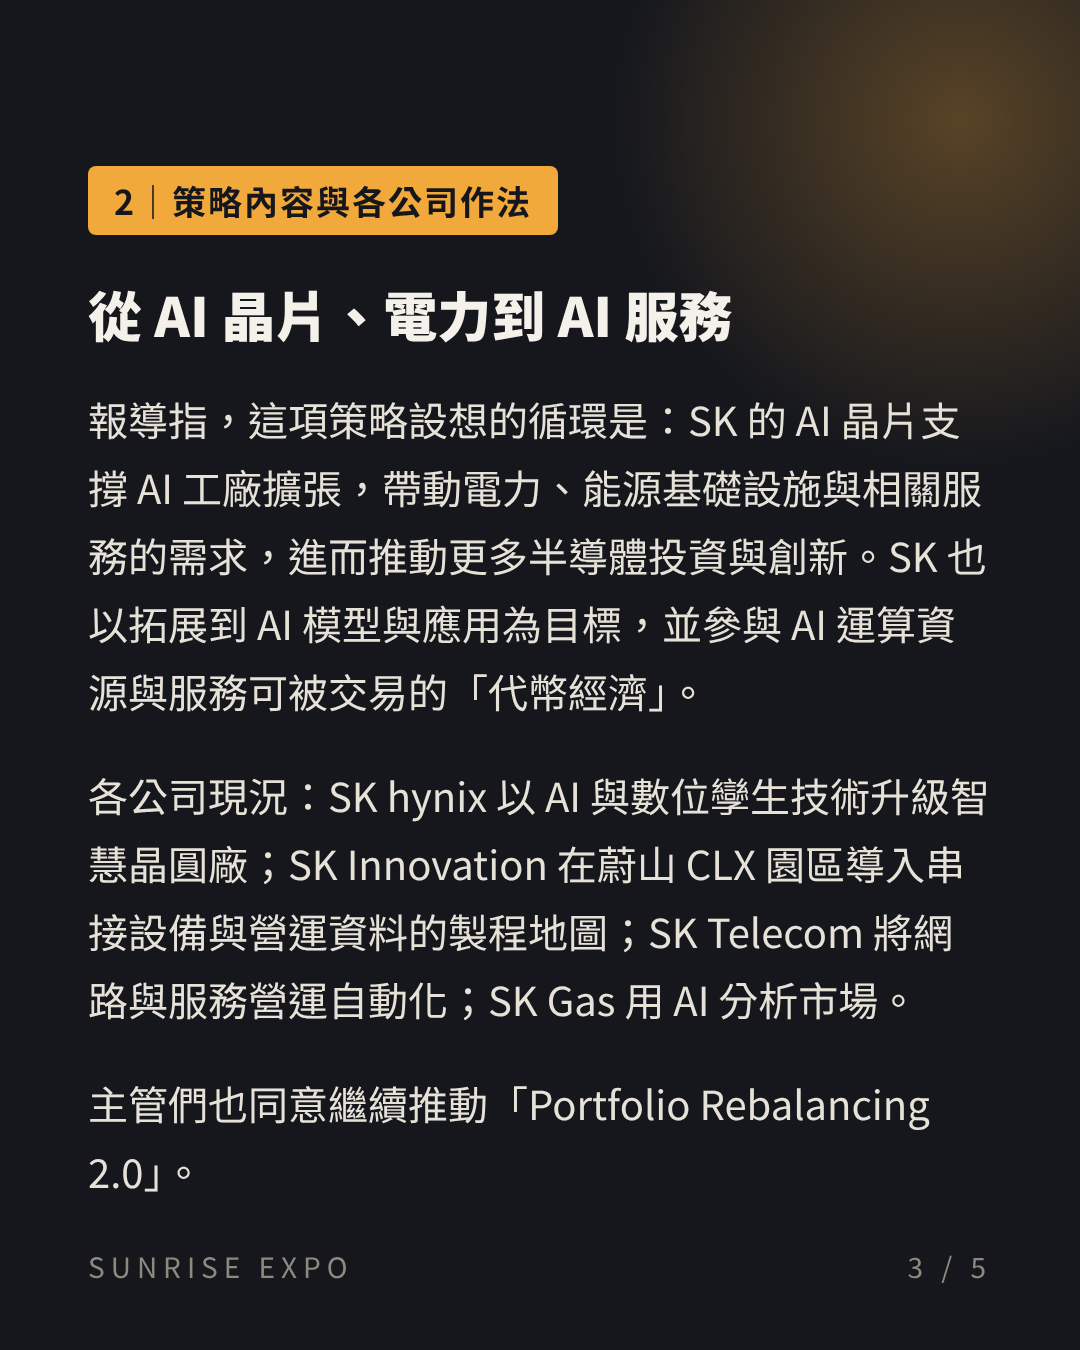 2｜策略內容與各公司作法
從 AI 晶片、電力到 AI 服務
報導指，這項策略設想的循環是：SK 的 AI 晶片支
撐 AI 工廠擴張，帶動電力、能源基礎設施與相關服
務的需求，進而推動更多半導體投資與創新。SK 也
以拓展到 AI 模型與應用為目標，並參與 AI 運算資
源與服務可被交易的「代幣經濟」。
各公司現況：SK hynix 以 AI 與數位孿生技術升級智
慧晶圓廠；SK Innovation 在蔚山 CLX 園區導入串
接設備與營運資料的製程地圖；SK Telecom 將網
路與服務營運自動化；SK Gas 用 AI 分析市場。
主管們也同意繼續推動「Portfolio Rebalancing
2.0」。
SUNRISE EXPO
3 / 5